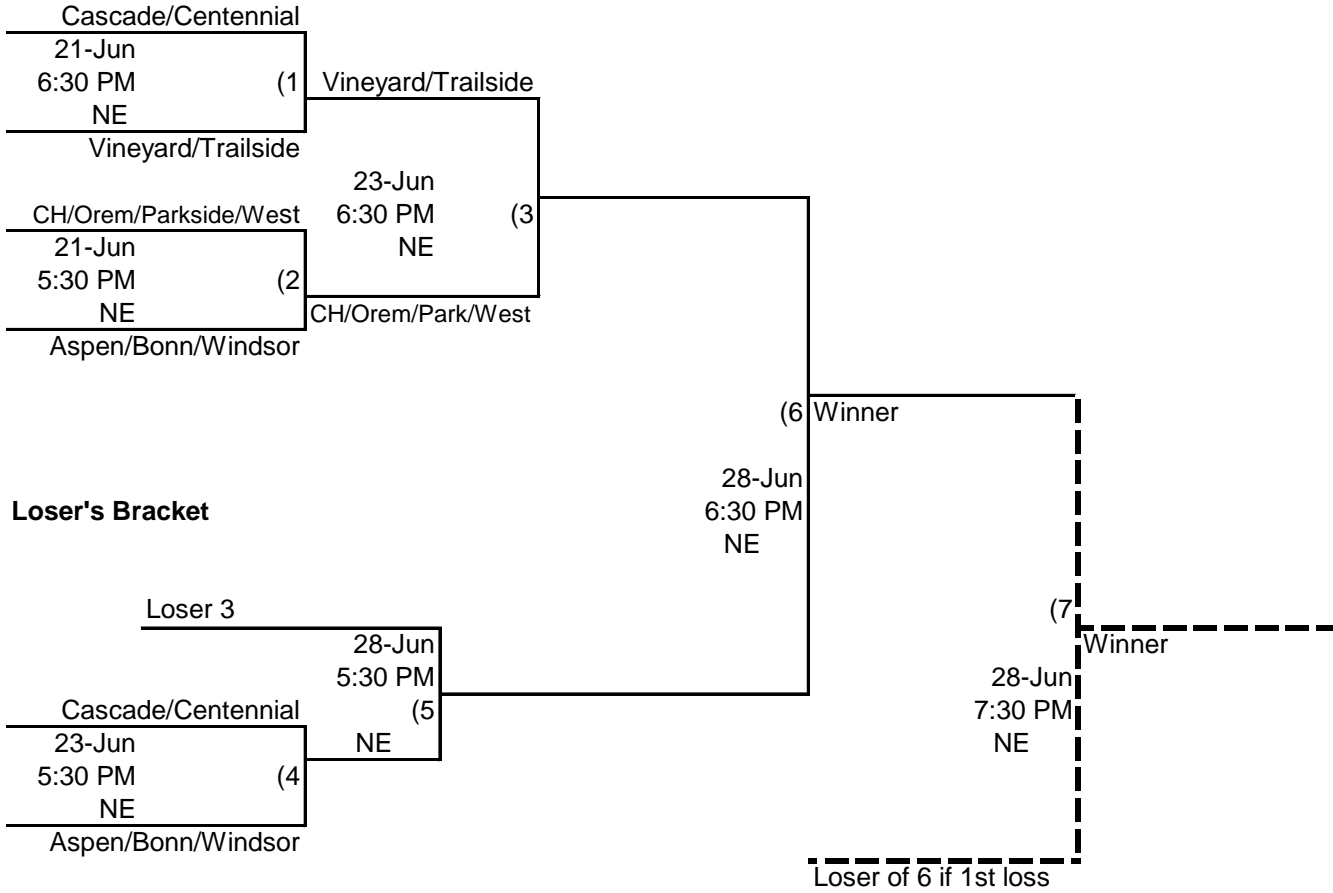 Cascade/Centennial
21-Jun
6:30 PM
(1
NE
Vineyard/Trailside
Vineyard/Trailside
CH/Orem/Parkside/West
21-Jun
5:30 PM
(2
NE
Aspen/Bonn/Windsor
23-Jun
6:30 PM
(3
NE
CH/Orem/Park/West
(6
Winner
28-Jun
6:30 PM
NE
Loser's Bracket
Loser 3
28-Jun
5:30 PM
(5
NE
Cascade/Centennial
23-Jun
5:30 PM
(4
NE
Aspen/Bonn/Windsor
(7
Winner
28-Jun
7:30 PM
NE
Loser of 6 if 1st loss